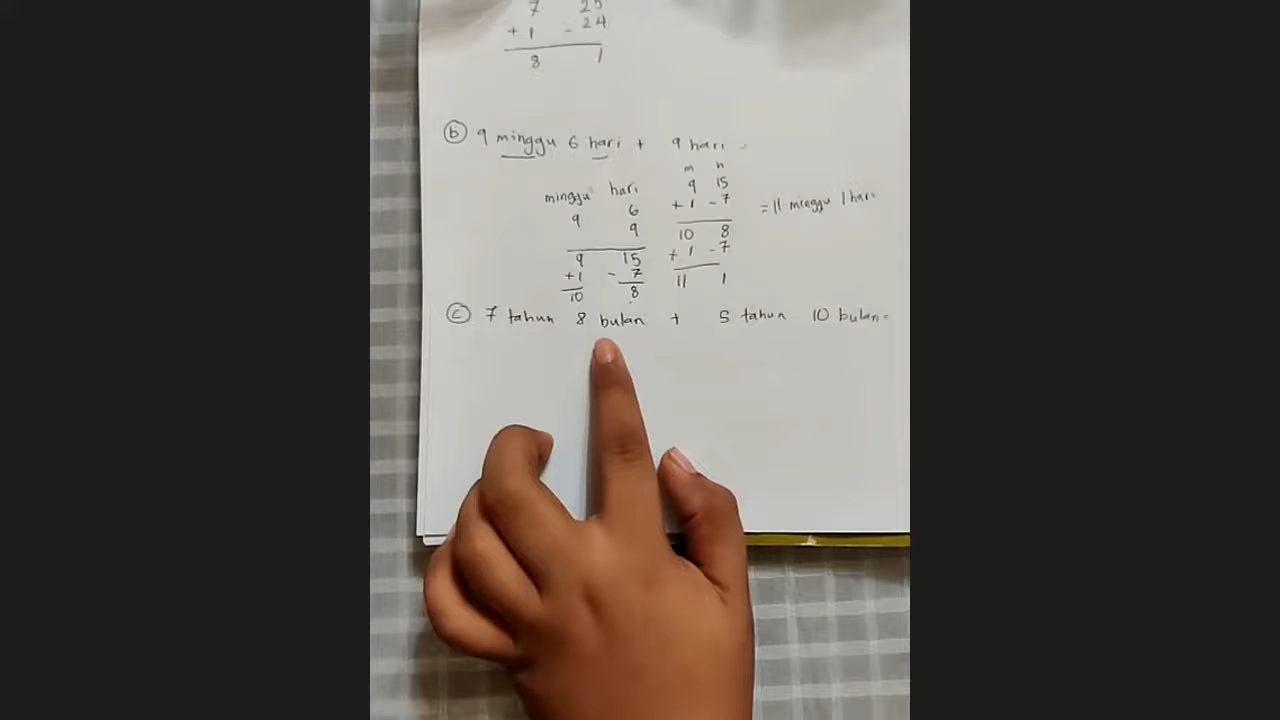 7 25
+ 1 - 24
8 1
b 9 minggu 6 hari + 9 hari =
minggu hari
9 6
9
9 15
+1 - 7
10 8
m h
9 15
+ 1 - 7
10 8
+ 1 - 7
11 1
= 11 minggu 1 hari
c 7 tahun 8 bulan + 5 tahun 10 bulan =